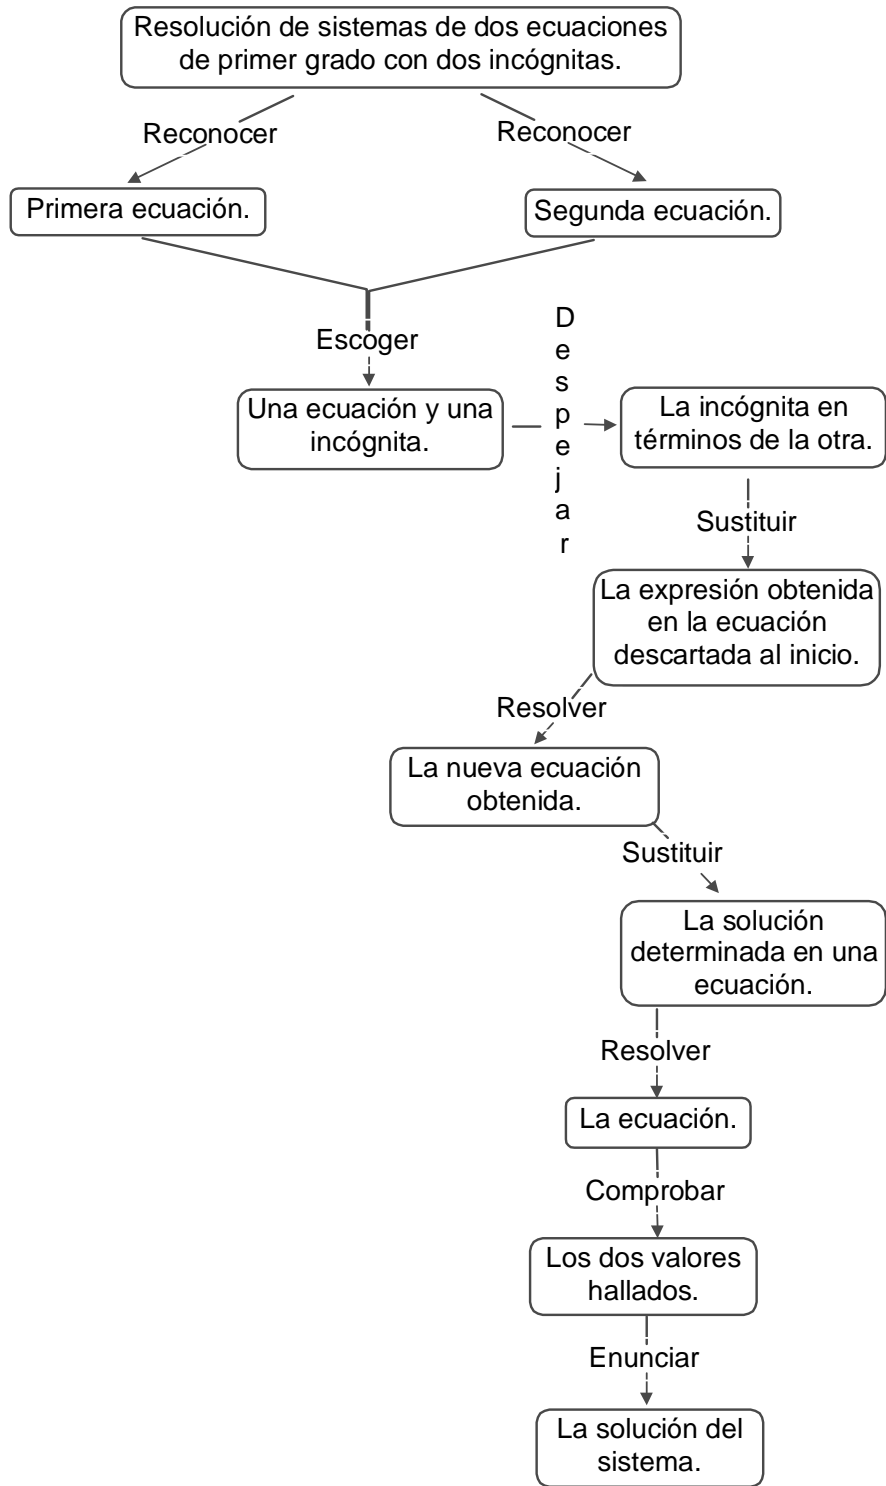 Resolución de sistemas de dos ecuaciones
de primer grado con dos incógnitas.
Reconocer
Reconocer
Primera ecuación.
Segunda ecuación.
Escoger
Una ecuación y una
incógnita.
Despejar
La incógnita en
términos de la otra.
Sustituir
La expresión obtenida
en la ecuación
descartada al inicio.
Resolver
La nueva ecuación
obtenida.
Sustituir
La solución
determinada en una
ecuación.
Resolver
La ecuación.
Comprobar
Los dos valores
hallados.
Enunciar
La solución del
sistema.